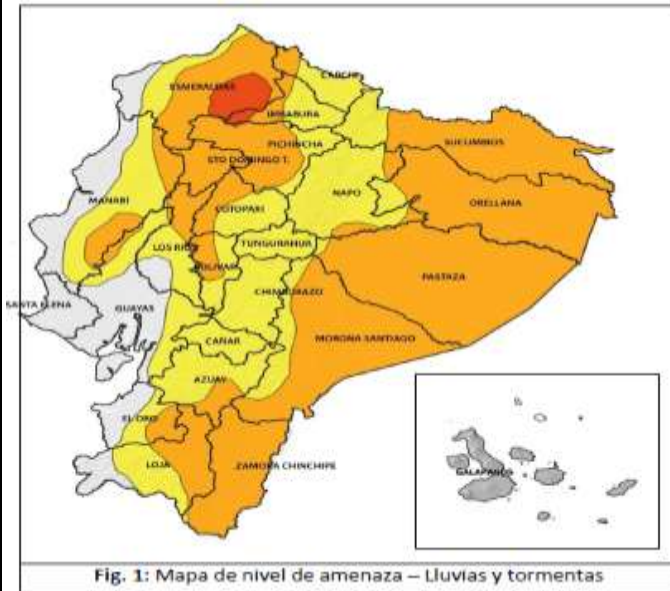 CARCHI
ESMERALDAS
IMBABURA
PICHINCHA
SUCUMBIOS
STO DOMINGO T.
NAPO
MANABÍ
ORELLANA
COTOPAXI
LOS RIOS
TUNGURAHUA
BOLIVAR
PASTAZA
CHIMBORAZO
SANTA ELENA
GUAYAS
CAÑAR
MORONA SANTIAGO
AZUAY
EL ORO
LOJA
ZAMORA CHINCHIPE
GALAPAGOS
Fig. 1: Mapa de nivel de amenaza – Lluvias y tormentas